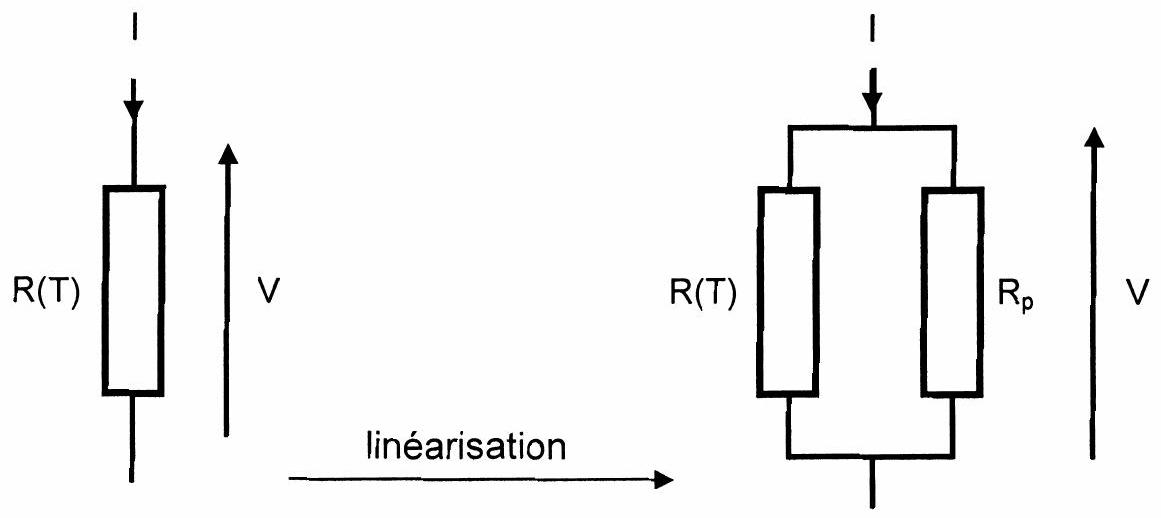 I
I
R(T)
V
R(T)
Rₚ
V
linéarisation